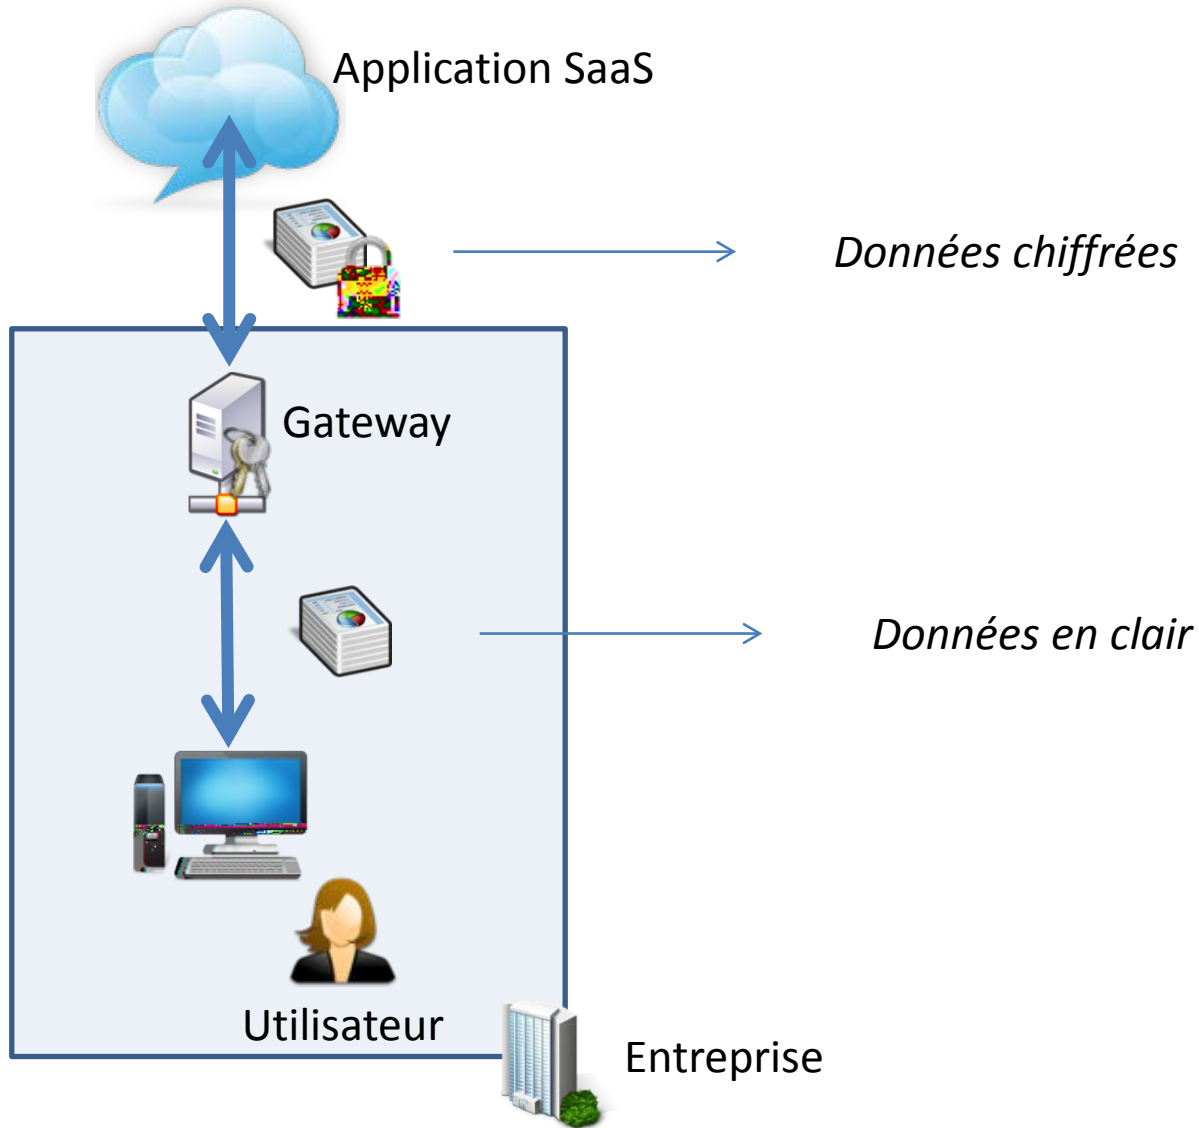 Application SaaS
Données chiffrées
Gateway
Données en clair
Utilisateur
Entreprise